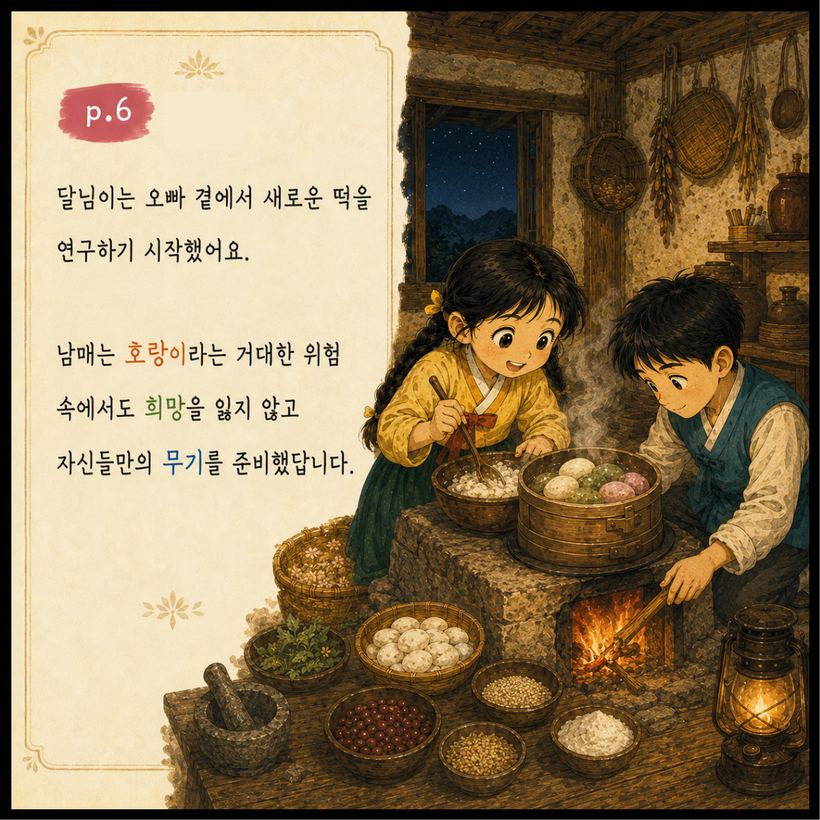 p.6
달님이는 오빠 곁에서 새로운 떡을
연구하기 시작했어요.
남매는 호랑이라는 거대한 위험
속에서도 희망을 잃지 않고
자신들만의 무기를 준비했답니다.